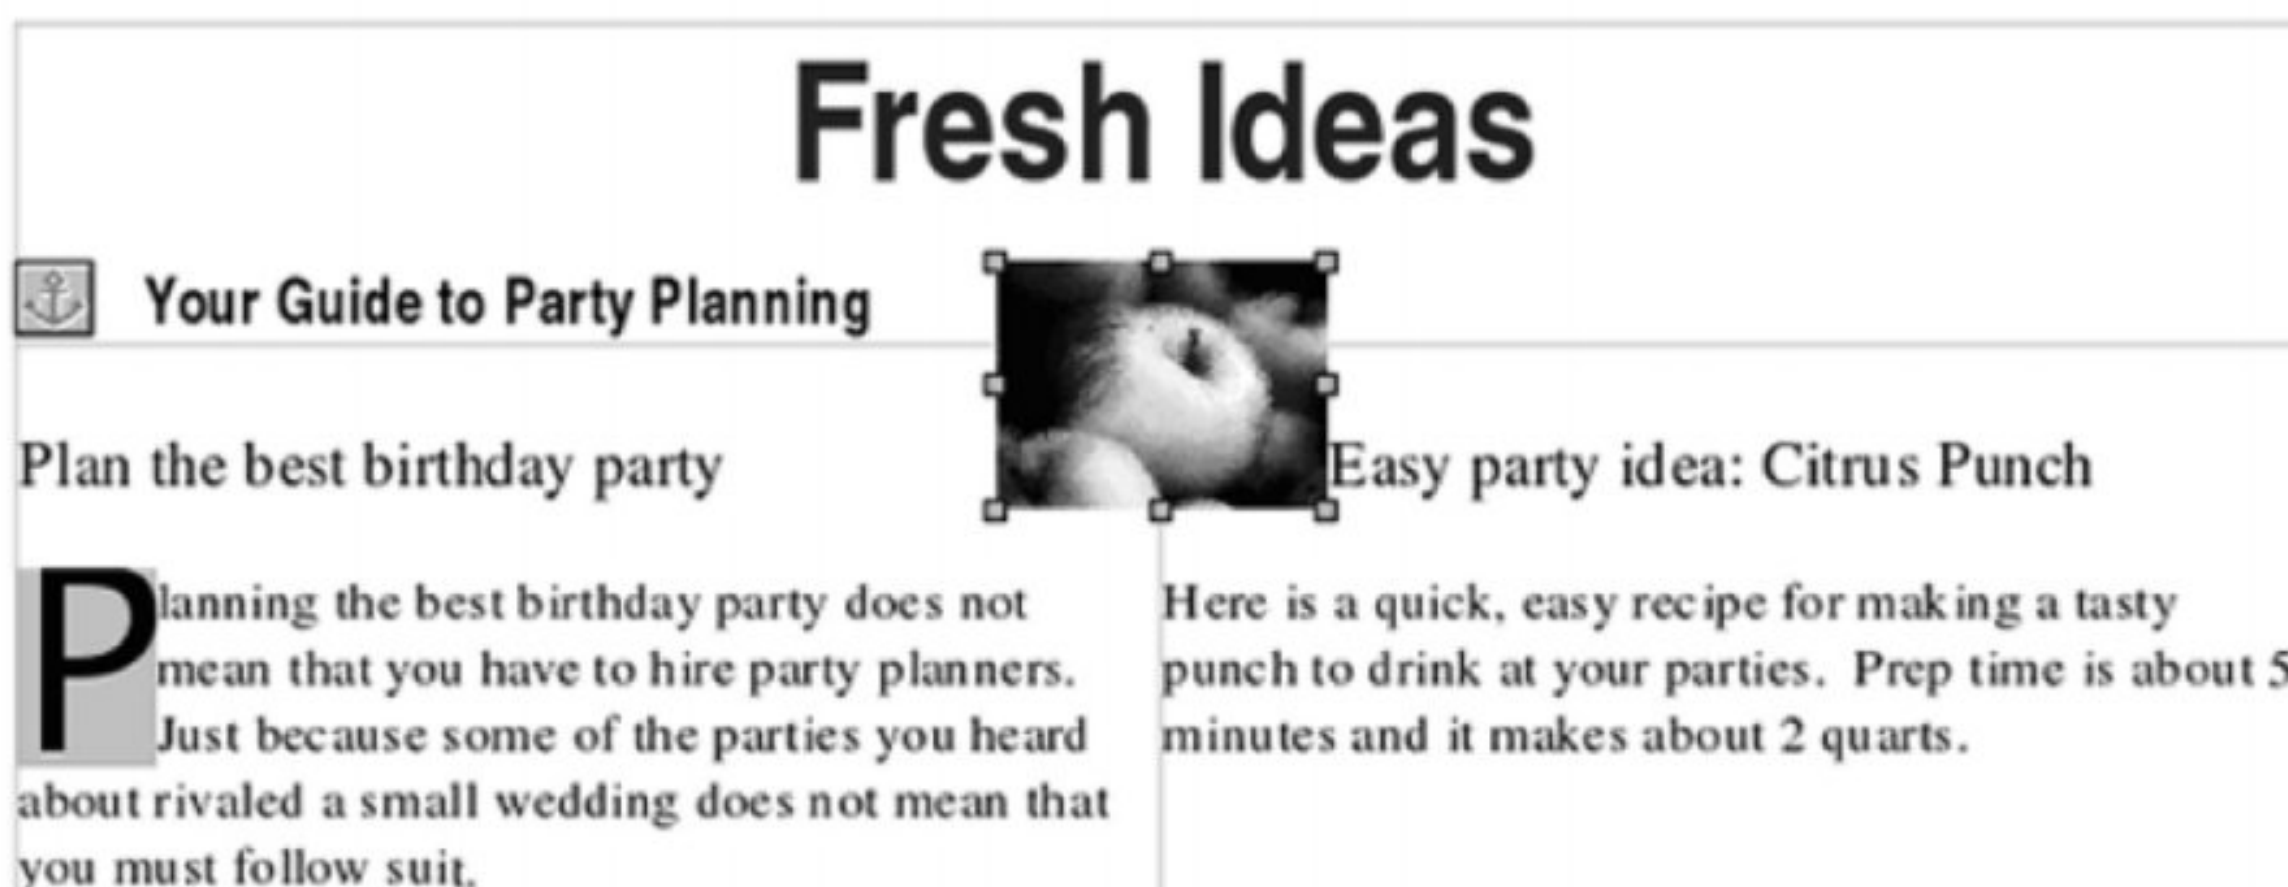 Fresh Ideas
Your Guide to Party Planning
Plan the best birthday party
Planning the best birthday party does not
mean that you have to hire party planners.
Just because some of the parties you heard
about rivaled a small wedding does not mean that
you must follow suit.
Easy party idea: Citrus Punch
Here is a quick, easy recipe for making a tasty
punch to drink at your parties.  Prep time is about 5
minutes and it makes about 2 quarts.